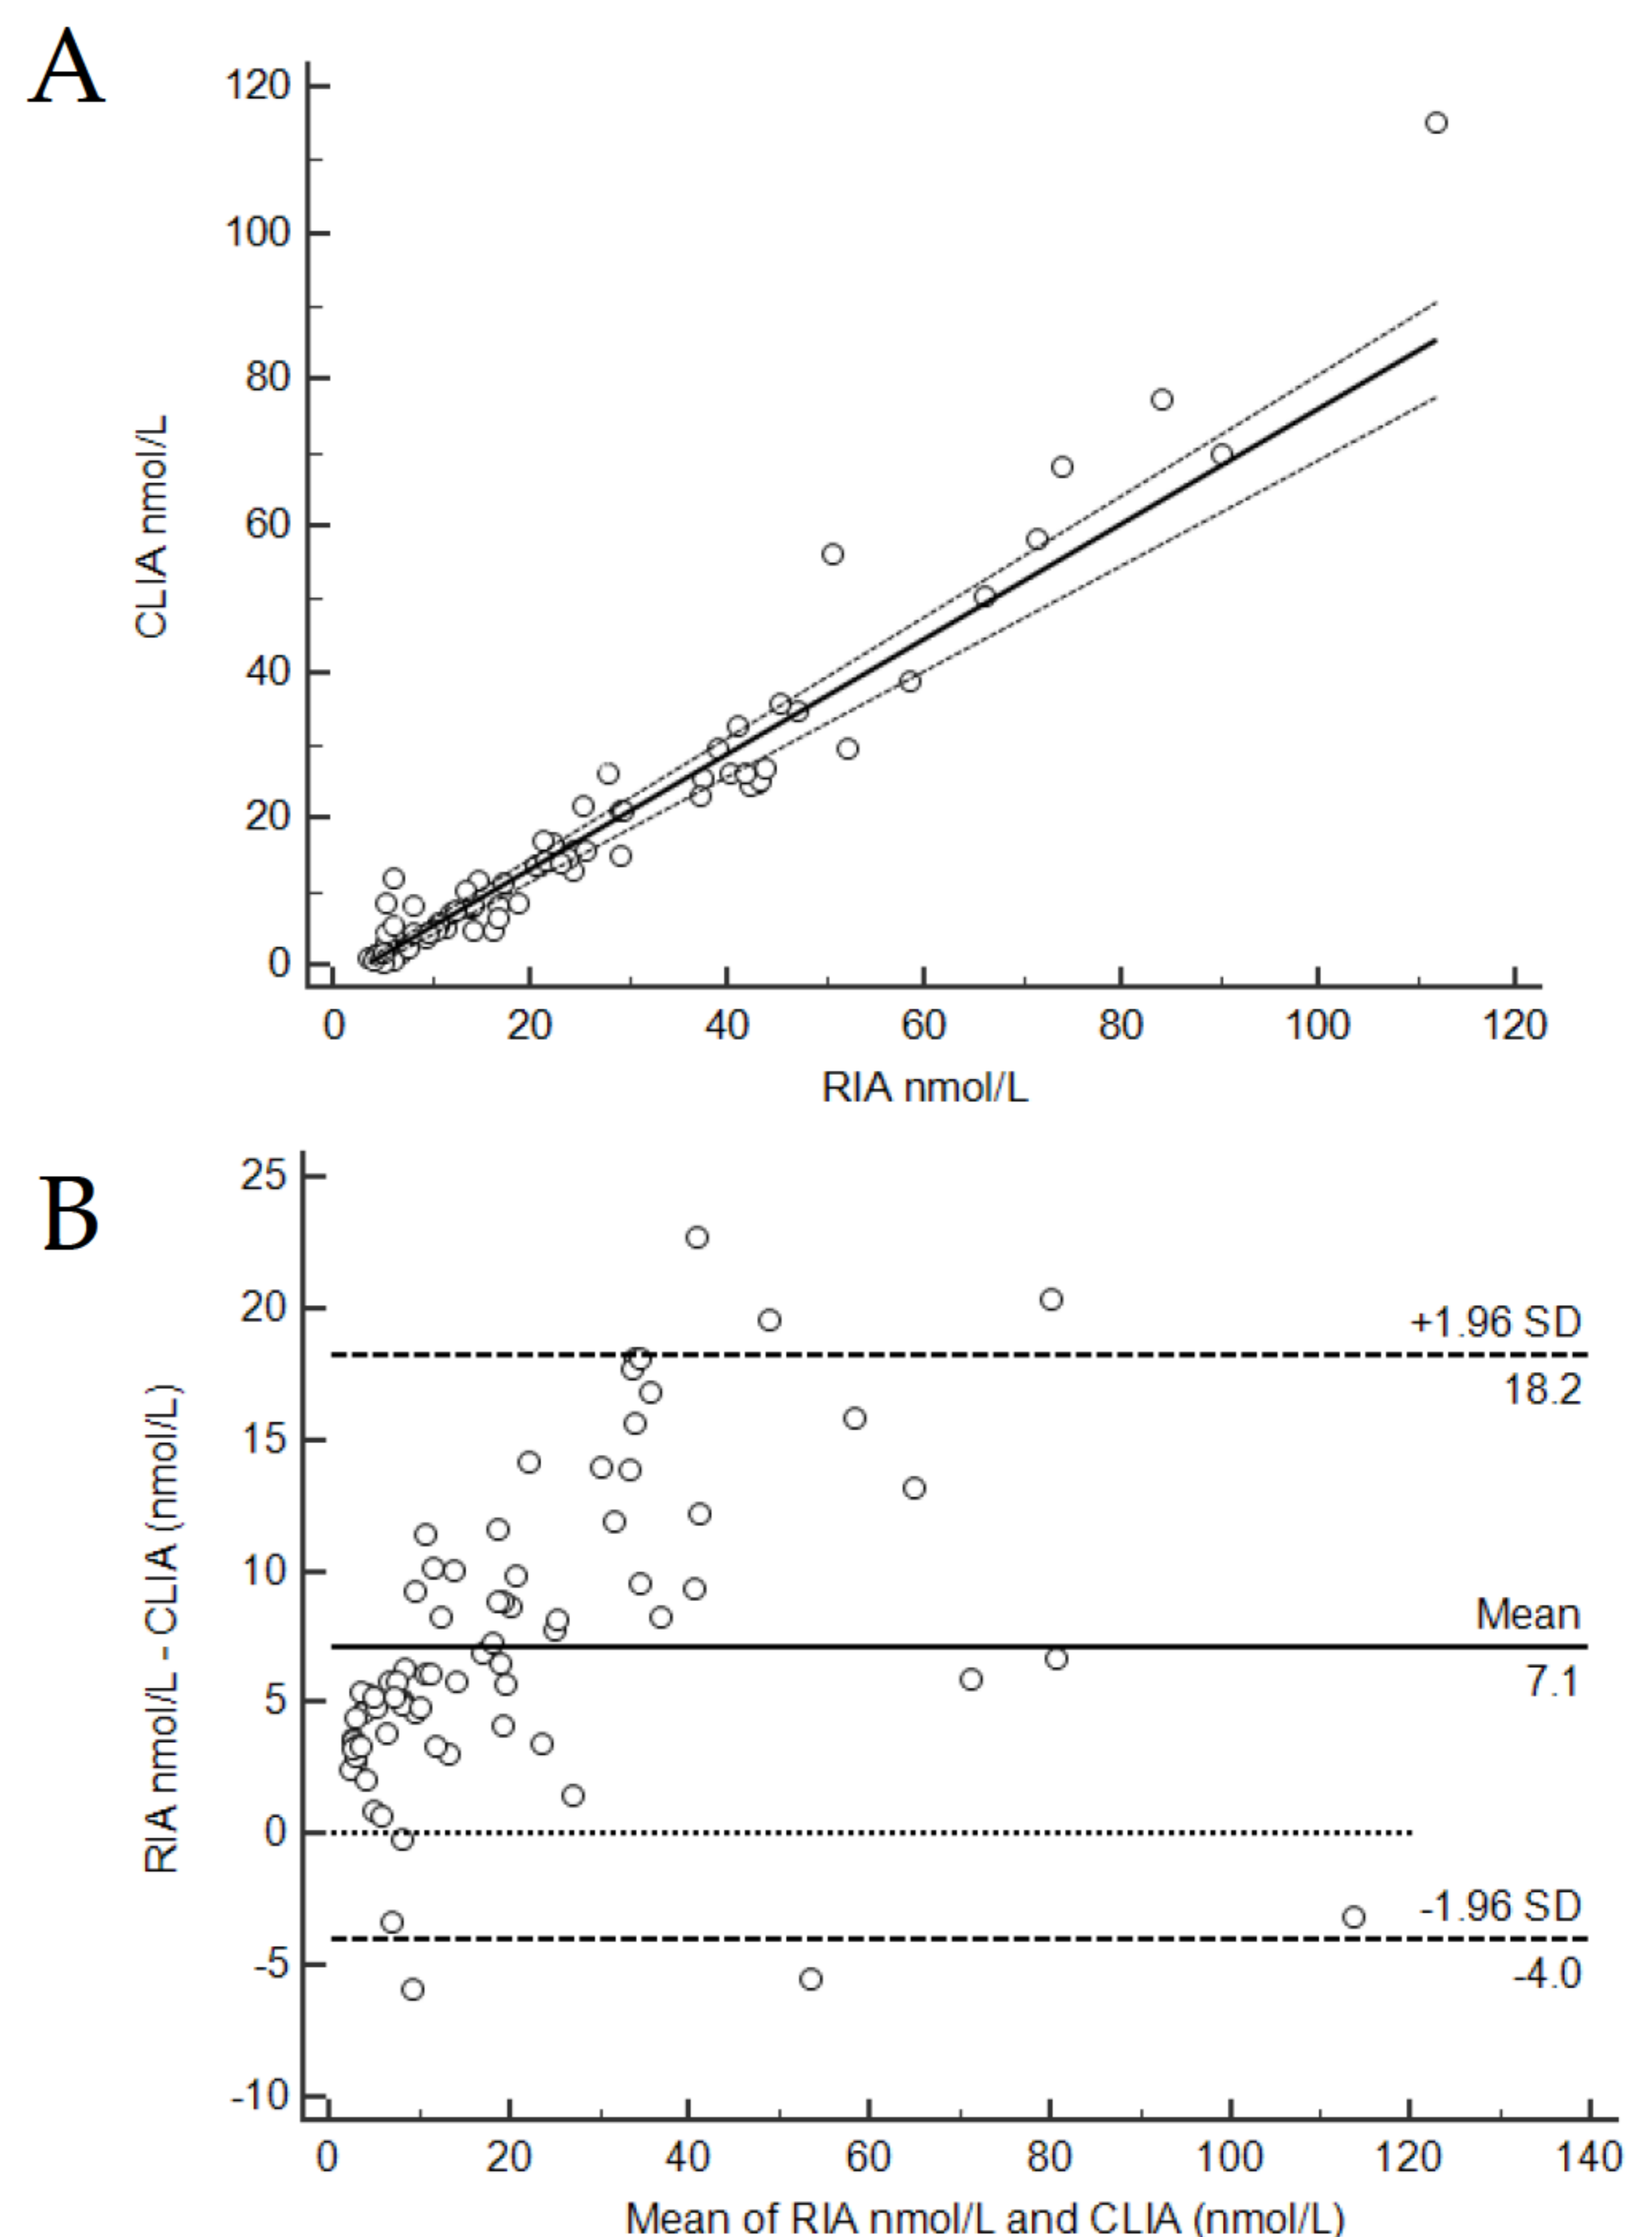 A
120
100
80
60
40
20
0
CLIA nmol/L
0 20 40 60 80 100 120
RIA nmol/L
B
25
20
15
10
5
0
-5
-10
RIA nmol/L - CLIA (nmol/L)
+1.96 SD
18.2
Mean
7.1
-1.96 SD
-4.0
0 20 40 60 80 100 120 140
Mean of RIA nmol/L and CLIA (nmol/L)